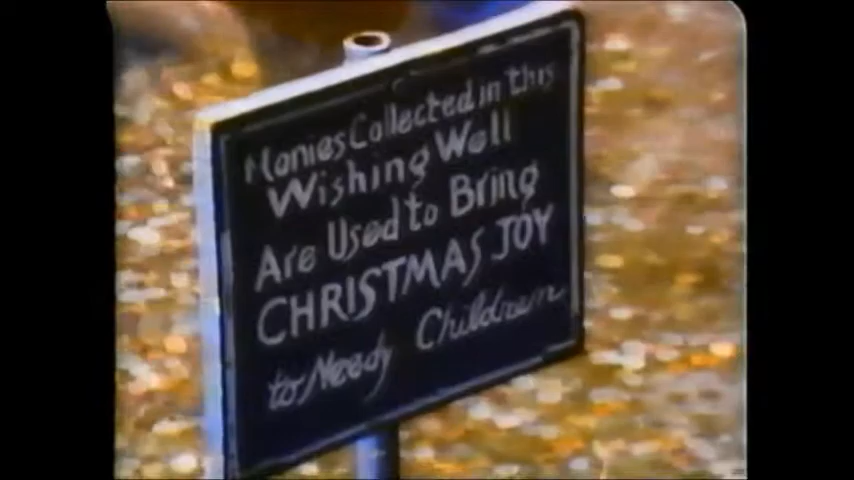 Monies Collected in this
Wishing Well
Are Used to Bring
CHRISTMAS JOY
to Needy Children